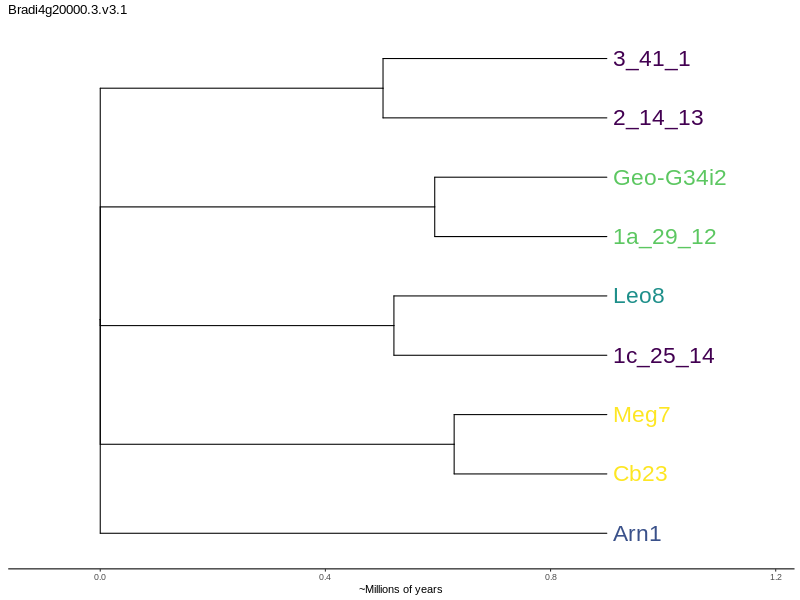 Bradi4g20000.3.v3.1
3_41_1
2_14_13
Geo-G34i2
1a_29_12
Leo8
1c_25_14
Meg7
Cb23
Arn1
0.0 0.4 0.8 1.2
~Millions of years